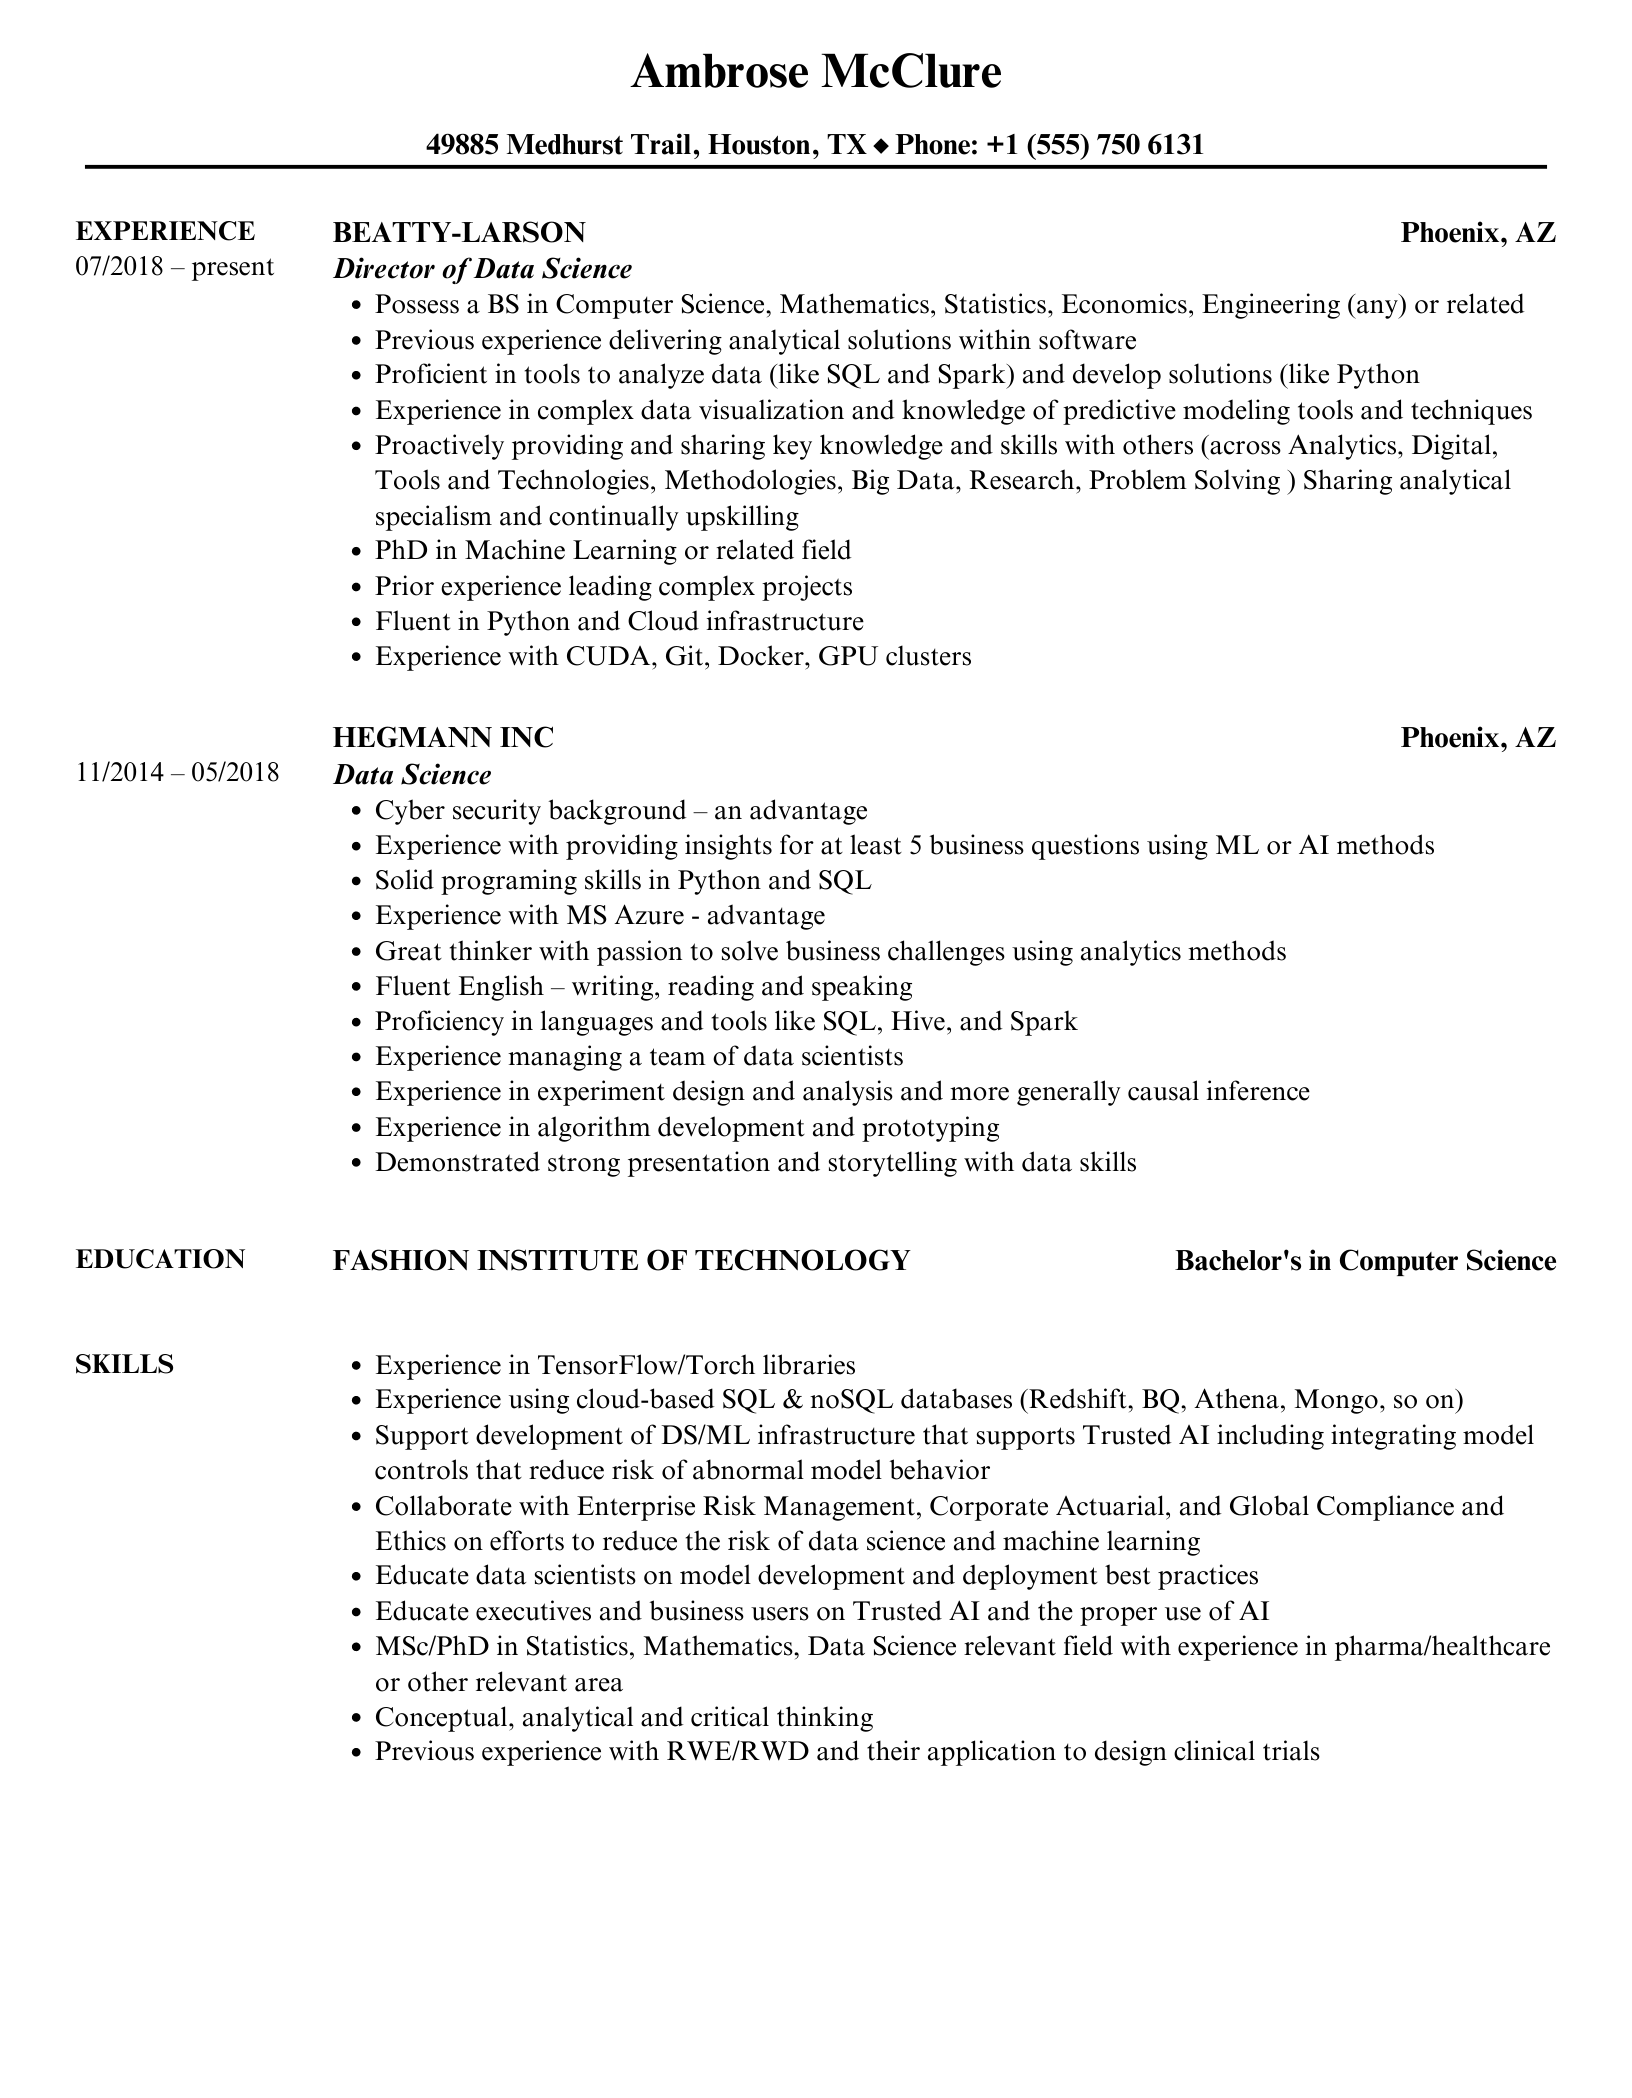 Ambrose McClure
49885 Medhurst Trail, Houston, TX ◆ Phone: +1 (555) 750 6131
EXPERIENCE
07/2018 – present
BEATTY-LARSON
Phoenix, AZ
Director of Data Science
• Possess a BS in Computer Science, Mathematics, Statistics, Economics, Engineering (any) or related
• Previous experience delivering analytical solutions within software
• Proficient in tools to analyze data (like SQL and Spark) and develop solutions (like Python
• Experience in complex data visualization and knowledge of predictive modeling tools and techniques
• Proactively providing and sharing key knowledge and skills with others (across Analytics, Digital,
Tools and Technologies, Methodologies, Big Data, Research, Problem Solving ) Sharing analytical
specialism and continually upskilling
• PhD in Machine Learning or related field
• Prior experience leading complex projects
• Fluent in Python and Cloud infrastructure
• Experience with CUDA, Git, Docker, GPU clusters
HEGMANN INC
Phoenix, AZ
11/2014 – 05/2018
Data Science
• Cyber security background – an advantage
• Experience with providing insights for at least 5 business questions using ML or AI methods
• Solid programing skills in Python and SQL
• Experience with MS Azure - advantage
• Great thinker with passion to solve business challenges using analytics methods
• Fluent English – writing, reading and speaking
• Proficiency in languages and tools like SQL, Hive, and Spark
• Experience managing a team of data scientists
• Experience in experiment design and analysis and more generally causal inference
• Experience in algorithm development and prototyping
• Demonstrated strong presentation and storytelling with data skills
EDUCATION
FASHION INSTITUTE OF TECHNOLOGY
Bachelor's in Computer Science
SKILLS
• Experience in TensorFlow/Torch libraries
• Experience using cloud-based SQL & noSQL databases (Redshift, BQ, Athena, Mongo, so on)
• Support development of DS/ML infrastructure that supports Trusted AI including integrating model
controls that reduce risk of abnormal model behavior
• Collaborate with Enterprise Risk Management, Corporate Actuarial, and Global Compliance and
Ethics on efforts to reduce the risk of data science and machine learning
• Educate data scientists on model development and deployment best practices
• Educate executives and business users on Trusted AI and the proper use of AI
• MSc/PhD in Statistics, Mathematics, Data Science relevant field with experience in pharma/healthcare
or other relevant area
• Conceptual, analytical and critical thinking
• Previous experience with RWE/RWD and their application to design clinical trials